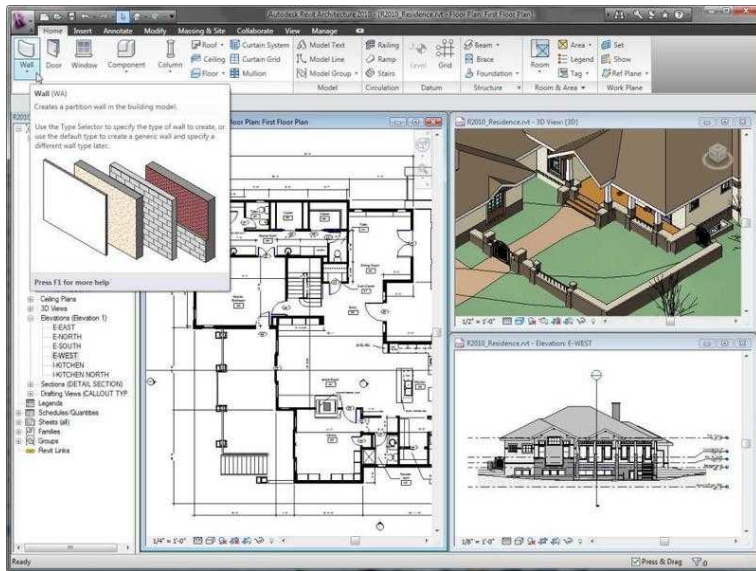 Autodesk Revit Architecture 2010 - [R2010_Residence.rvt - Floor Plan: First Floor Plan]
Home Insert Annotate Modify Massing & Site Collaborate View Manage
Wall Door Window Component Column
Roof Curtain System
Ceiling Curtain Grid
Floor Mullion
Model Text
Model Line
Model Group
Model
Railing
Ramp
Stairs
Circulation
Level Grid
Datum
Beam
Brace
Foundation
Structure
Room
Area
Legend
Tag
Room & Area
Set
Show
Ref Plane
Work Plane
Wall (WA)
Creates a partition wall in the building model.
Use the Type Selector to specify the type of wall to create, or
use the default type to create a generic wall and specify a
different wall type later.
Press F1 for more help
Ceiling Plans
3D Views
Elevations (Elevation 1)
E-EAST
E-NORTH
E-SOUTH
E-WEST
I-KITCHEN
I-KITCHEN NORTH
Sections (DETAIL SECTION)
Drafting Views (CALLOUT TYP
Legends
Schedules/Quantities
Sheets (all)
Families
Groups
Revit Links
oor Plan: First Floor Plan
1/4" = 1'-0"
R2010_Residence.rvt - 3D View: {3D}
1/2" = 1'-0"
R2010_Residence.rvt - Elevation: E-WEST
1/8" = 1'-0"
Ready
Press & Drag
:0